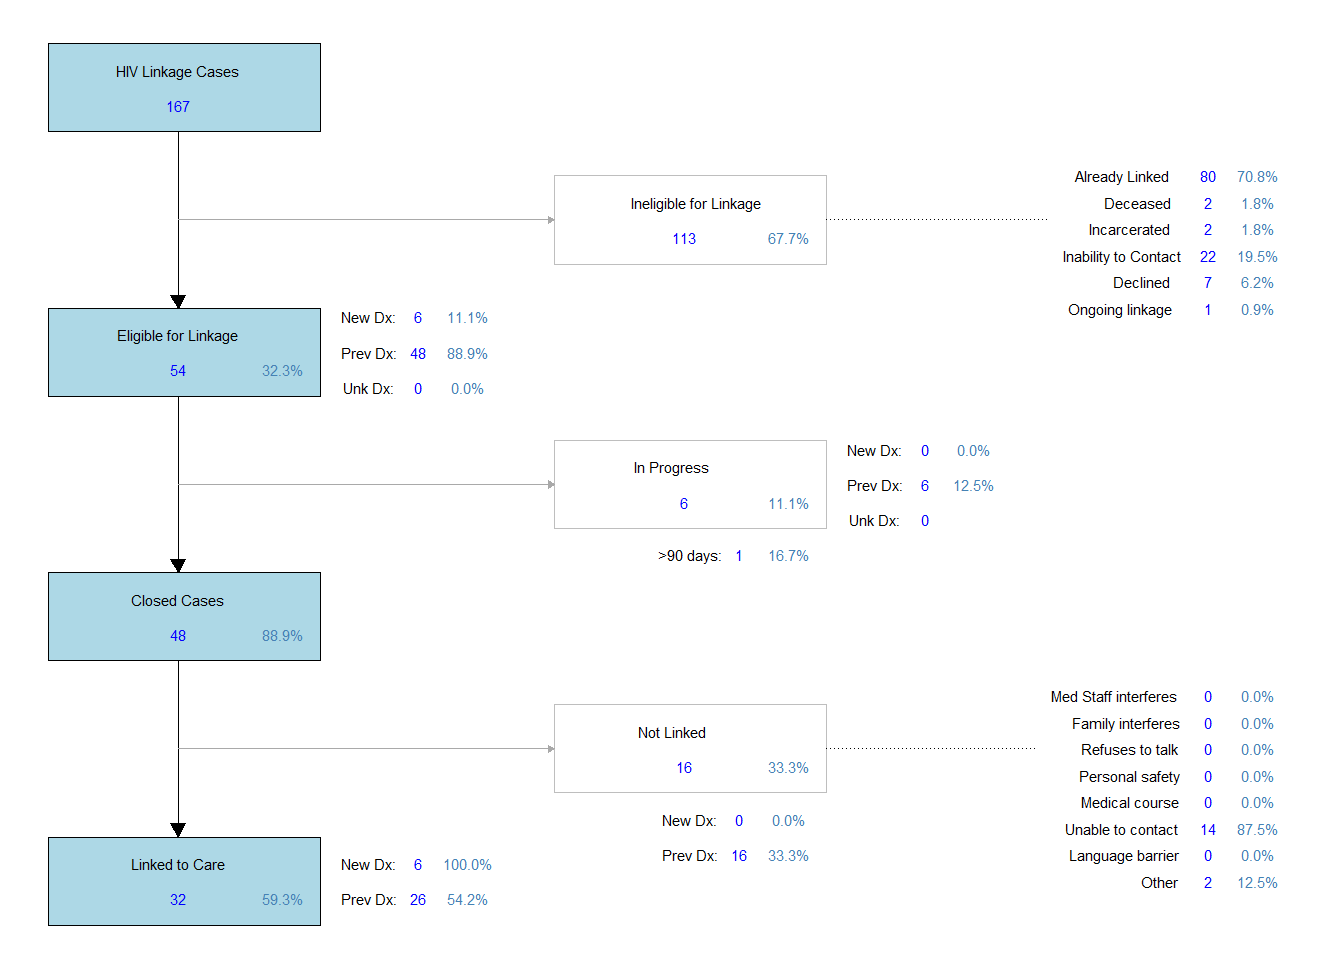 HIV Linkage Cases
167
Ineligible for Linkage
113 67.7%
Already Linked 80 70.8%
Deceased 2 1.8%
Incarcerated 2 1.8%
Inability to Contact 22 19.5%
Declined 7 6.2%
Ongoing linkage 1 0.9%
Eligible for Linkage
54 32.3%
New Dx: 6 11.1%
Prev Dx: 48 88.9%
Unk Dx: 0 0.0%
In Progress
6 11.1%
New Dx: 0 0.0%
Prev Dx: 6 12.5%
Unk Dx: 0
>90 days: 1 16.7%
Closed Cases
48 88.9%
Not Linked
16 33.3%
New Dx: 0 0.0%
Prev Dx: 16 33.3%
Med Staff interferes 0 0.0%
Family interferes 0 0.0%
Refuses to talk 0 0.0%
Personal safety 0 0.0%
Medical course 0 0.0%
Unable to contact 14 87.5%
Language barrier 0 0.0%
Other 2 12.5%
Linked to Care
32 59.3%
New Dx: 6 100.0%
Prev Dx: 26 54.2%